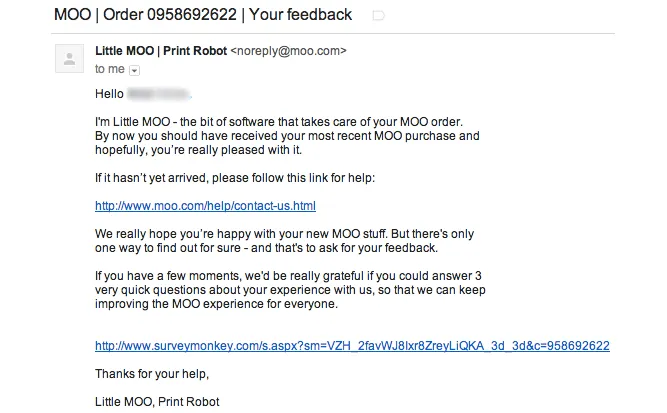 MOO | Order 0958692622 | Your feedback
Little MOO | Print Robot <noreply@moo.com>
to me
Hello
I'm Little MOO - the bit of software that takes care of your MOO order.
By now you should have received your most recent MOO purchase and
hopefully, you're really pleased with it.
If it hasn't yet arrived, please follow this link for help:
http://www.moo.com/help/contact-us.html
We really hope you're happy with your new MOO stuff. But there's only
one way to find out for sure - and that's to ask for your feedback.
If you have a few moments, we'd be really grateful if you could answer 3
very quick questions about your experience with us, so that we can keep
improving the MOO experience for everyone.
http://www.surveymonkey.com/s.aspx?sm=VZH_2favWJ8lxr8ZreyLiQKA_3d_3d&c=958692622
Thanks for your help,
Little MOO, Print Robot